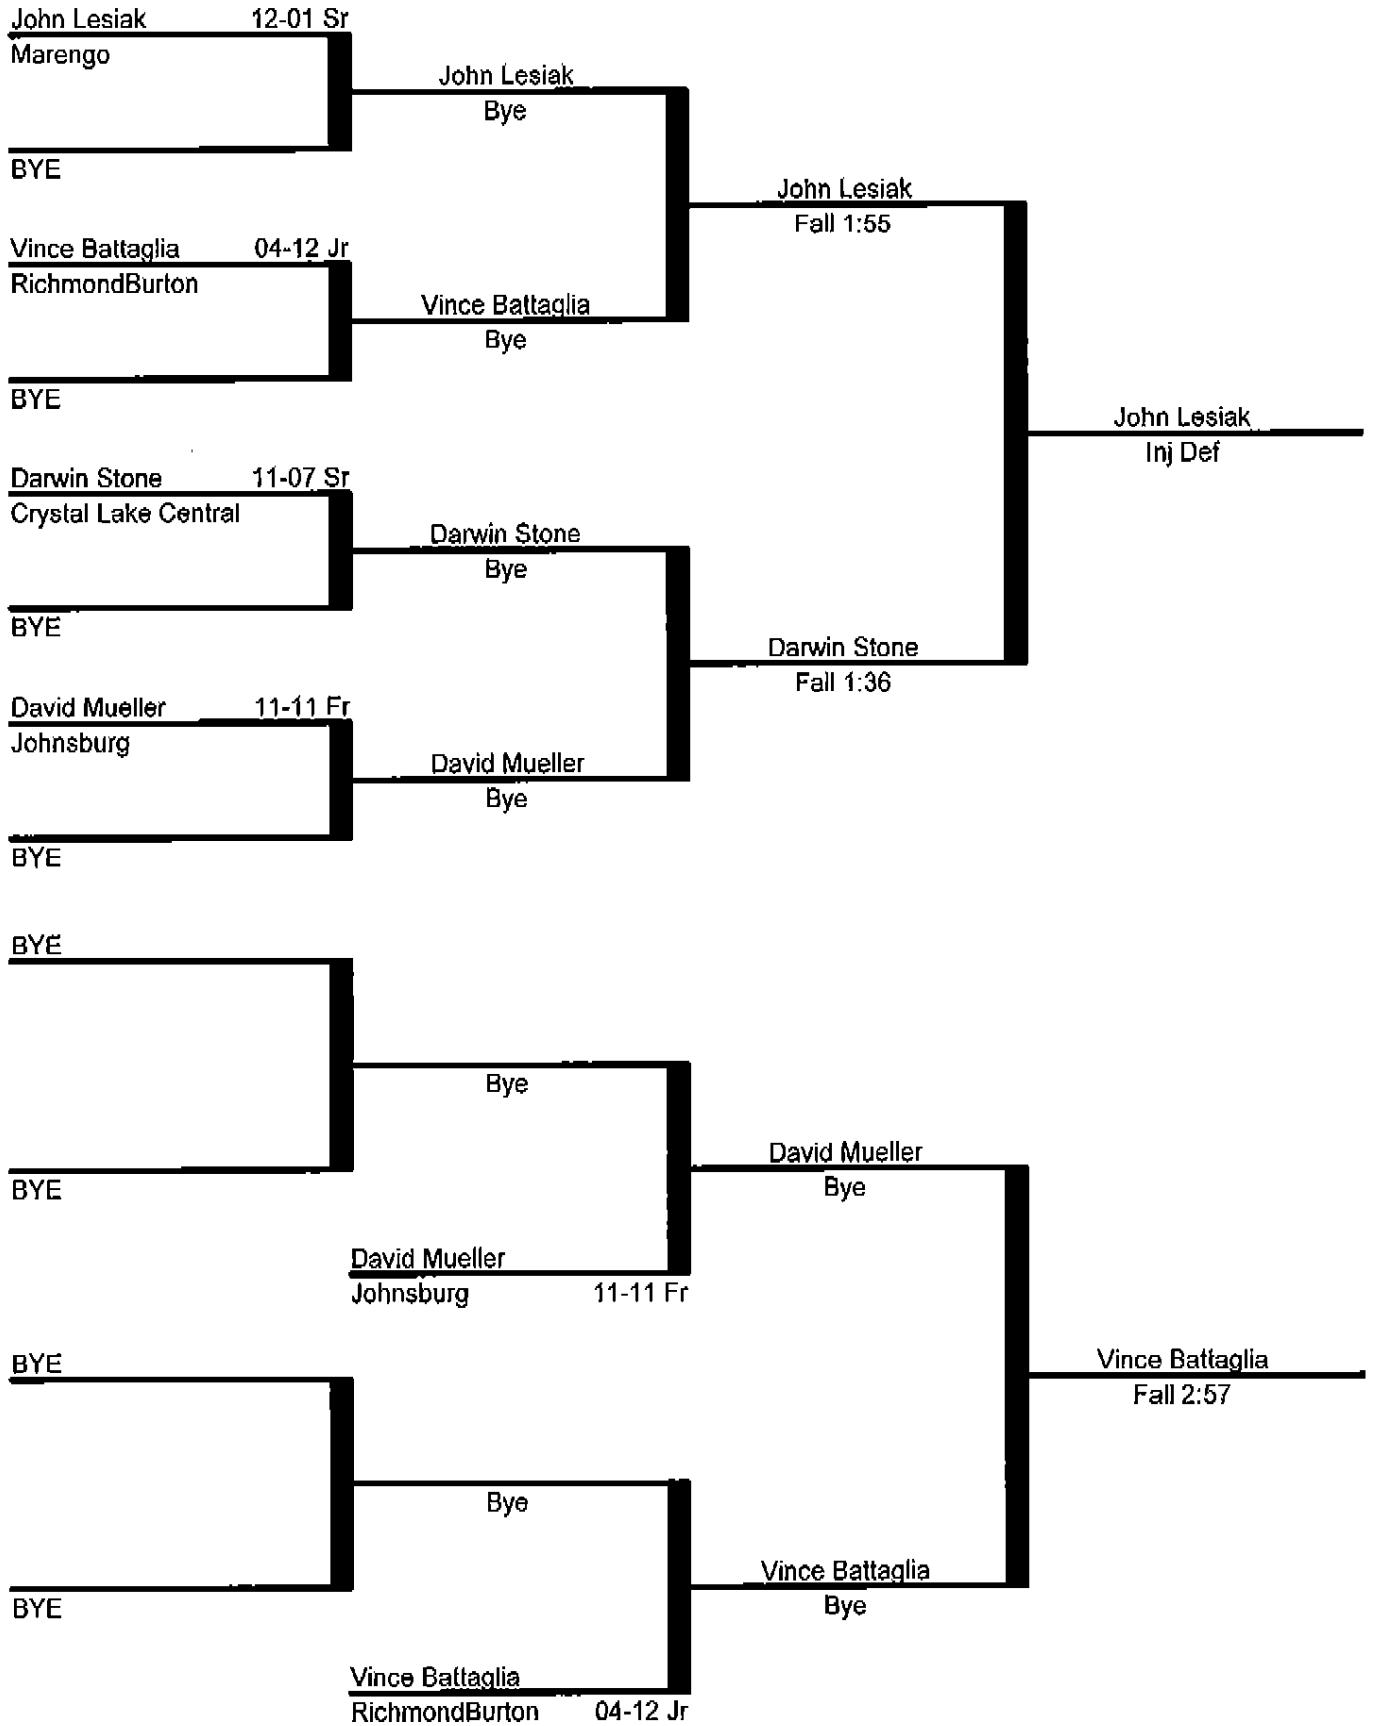 John Lesiak 12-01 Sr
Marengo
John Lesiak
Bye
BYE
John Lesiak
Fall 1:55
Vince Battaglia 04-12 Jr
RichmondBurton
Vince Battaglia
Bye
BYE
John Lesiak
Inj Def
Darwin Stone 11-07 Sr
Crystal Lake Central
Darwin Stone
Bye
BYE
Darwin Stone
Fall 1:36
David Mueller 11-11 Fr
Johnsburg
David Mueller
Bye
BYE
BYE
Bye
David Mueller
Bye
BYE
David Mueller
Johnsburg 11-11 Fr
BYE
Vince Battaglia
Fall 2:57
Bye
Vince Battaglia
Bye
BYE
Vince Battaglia
RichmondBurton 04-12 Jr